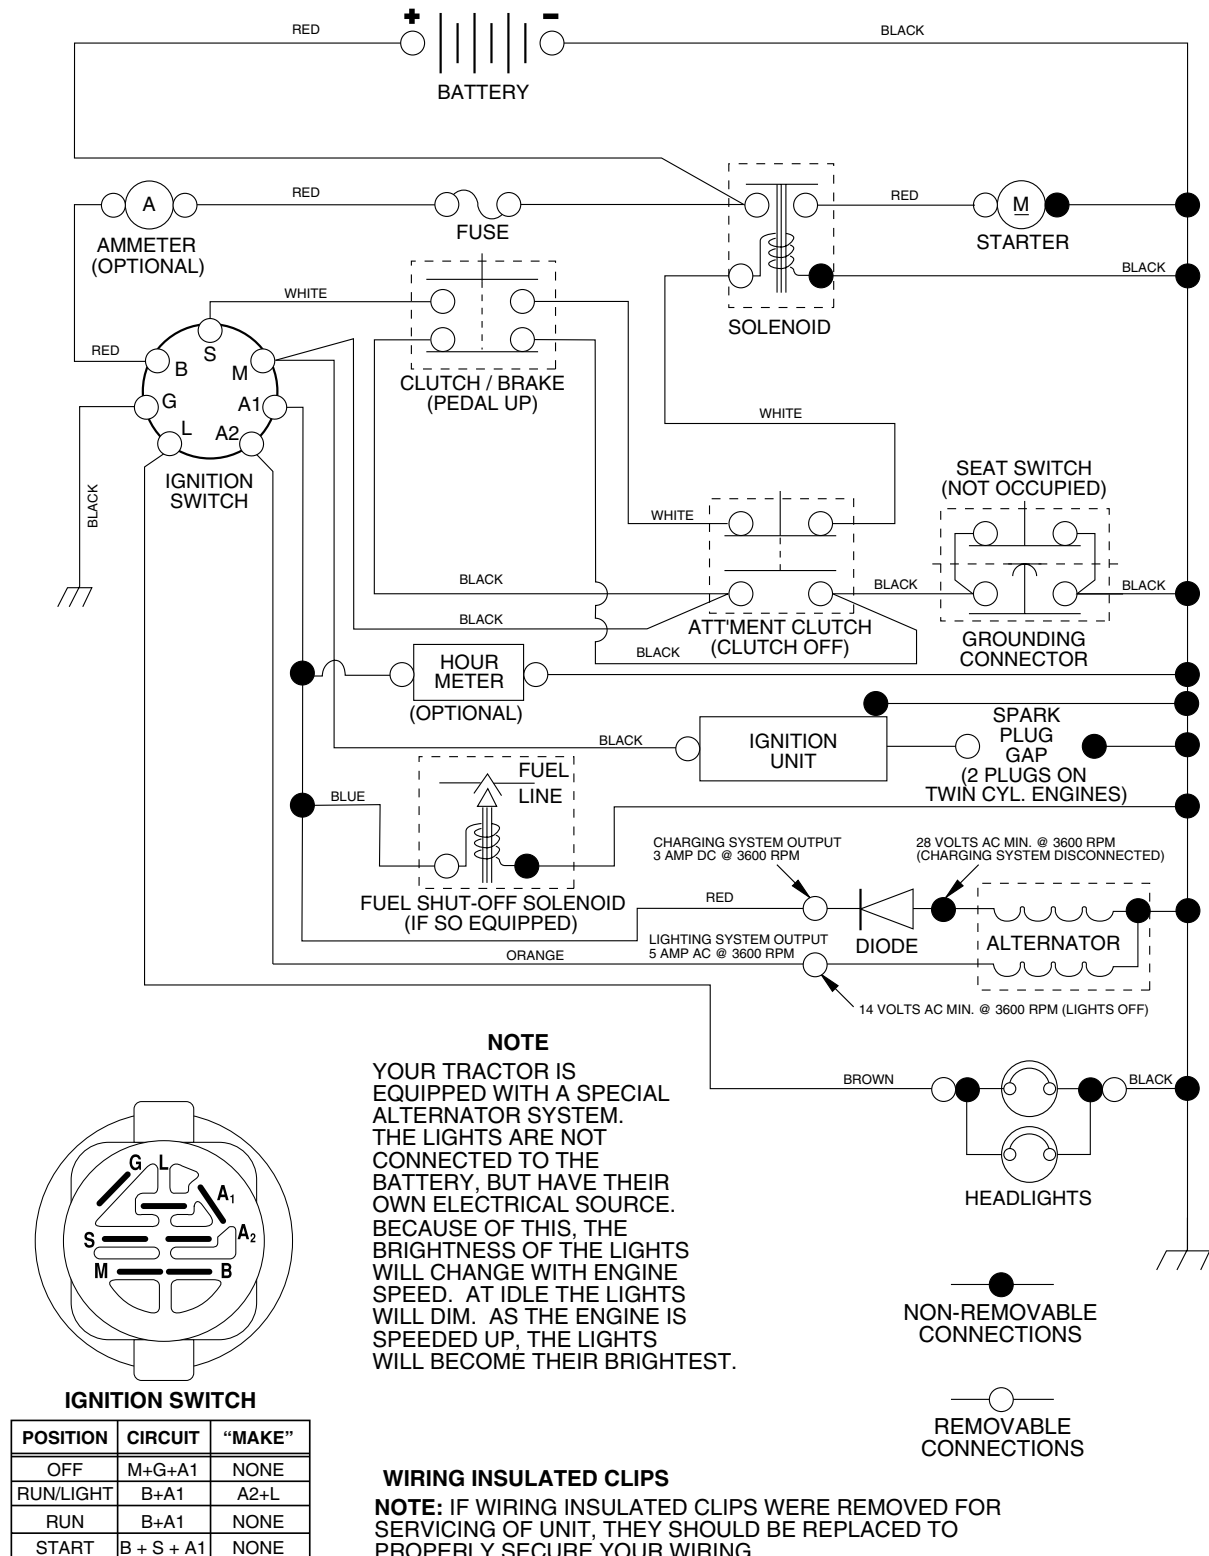 RED
+
-
BLACK
BATTERY
A
RED
AMMETER
(OPTIONAL)
FUSE
RED
M
STARTER
SOLENOID
BLACK
WHITE
RED
S
B
M
G
A1
L
A2
IGNITION
SWITCH
BLACK
CLUTCH / BRAKE
(PEDAL UP)
WHITE
WHITE
SEAT SWITCH
(NOT OCCUPIED)
BLACK
BLACK
BLACK
BLACK
ATT'MENT CLUTCH
(CLUTCH OFF)
BLACK
GROUNDING
CONNECTOR
HOUR
METER
(OPTIONAL)
BLACK
IGNITION
UNIT
SPARK
PLUG
GAP
(2 PLUGS ON
TWIN CYL. ENGINES)
FUEL
LINE
BLUE
FUEL SHUT-OFF SOLENOID
(IF SO EQUIPPED)
CHARGING SYSTEM OUTPUT
3 AMP DC @ 3600 RPM
28 VOLTS AC MIN. @ 3600 RPM
(CHARGING SYSTEM DISCONNECTED)
RED
DIODE
ALTERNATOR
LIGHTING SYSTEM OUTPUT
5 AMP AC @ 3600 RPM
ORANGE
14 VOLTS AC MIN. @ 3600 RPM (LIGHTS OFF)
NOTE
YOUR TRACTOR IS
EQUIPPED WITH A SPECIAL
ALTERNATOR SYSTEM.
THE LIGHTS ARE NOT
CONNECTED TO THE
BATTERY, BUT HAVE THEIR
OWN ELECTRICAL SOURCE.
BECAUSE OF THIS, THE
BRIGHTNESS OF THE LIGHTS
WILL CHANGE WITH ENGINE
SPEED. AT IDLE THE LIGHTS
WILL DIM. AS THE ENGINE IS
SPEEDED UP, THE LIGHTS
WILL BECOME THEIR BRIGHTEST.
BROWN
BLACK
HEADLIGHTS
G L
A1
S
A2
M
B
NON-REMOVABLE
CONNECTIONS
REMOVABLE
CONNECTIONS
IGNITION SWITCH
POSITION CIRCUIT “MAKE”
OFF M+G+A1 NONE
RUN/LIGHT B+A1 A2+L
RUN B+A1 NONE
START B + S + A1 NONE
WIRING INSULATED CLIPS
NOTE: IF WIRING INSULATED CLIPS WERE REMOVED FOR
SERVICING OF UNIT, THEY SHOULD BE REPLACED TO
PROPERLY SECURE YOUR WIRING